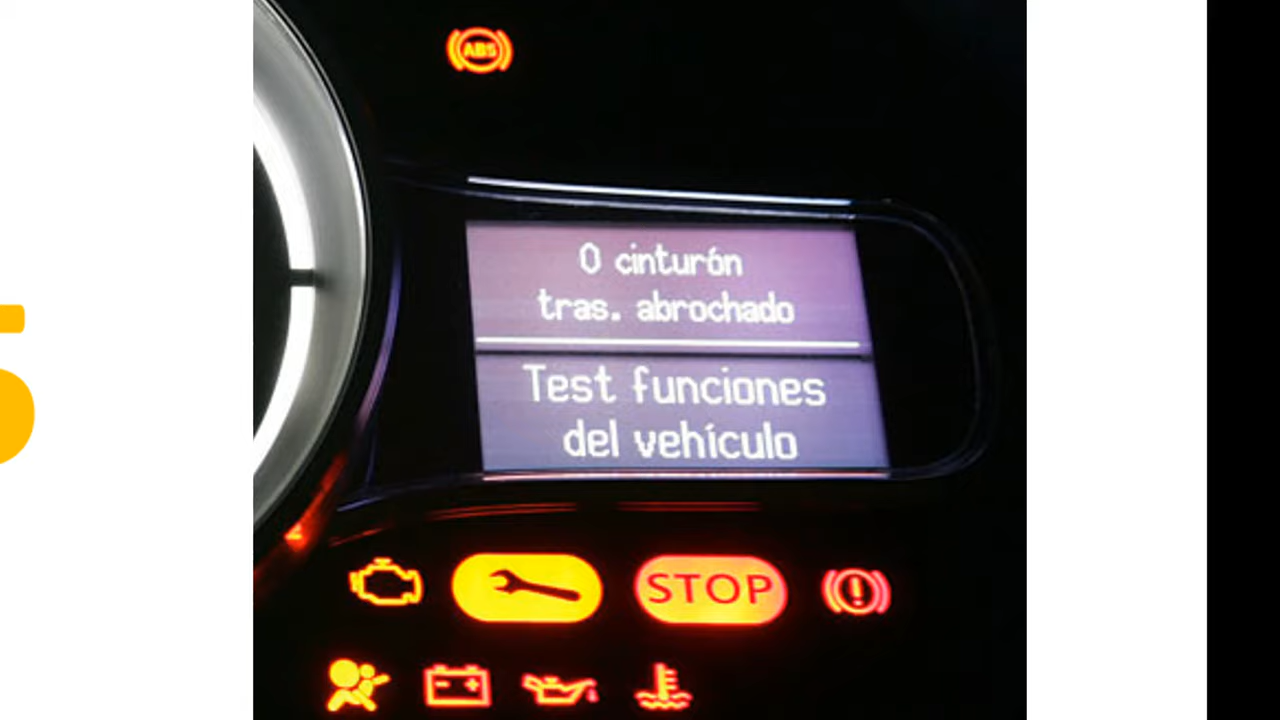 ABS
0 cinturón
tras. abrochado
Test funciones
del vehículo
STOP